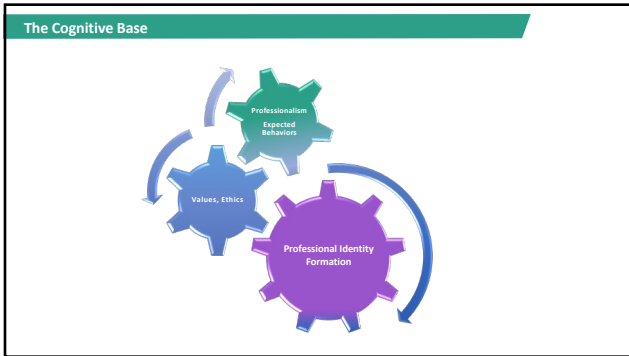 The Cognitive Base
Professionalism
Expected
Behaviors
Values, Ethics
Professional Identity
Formation